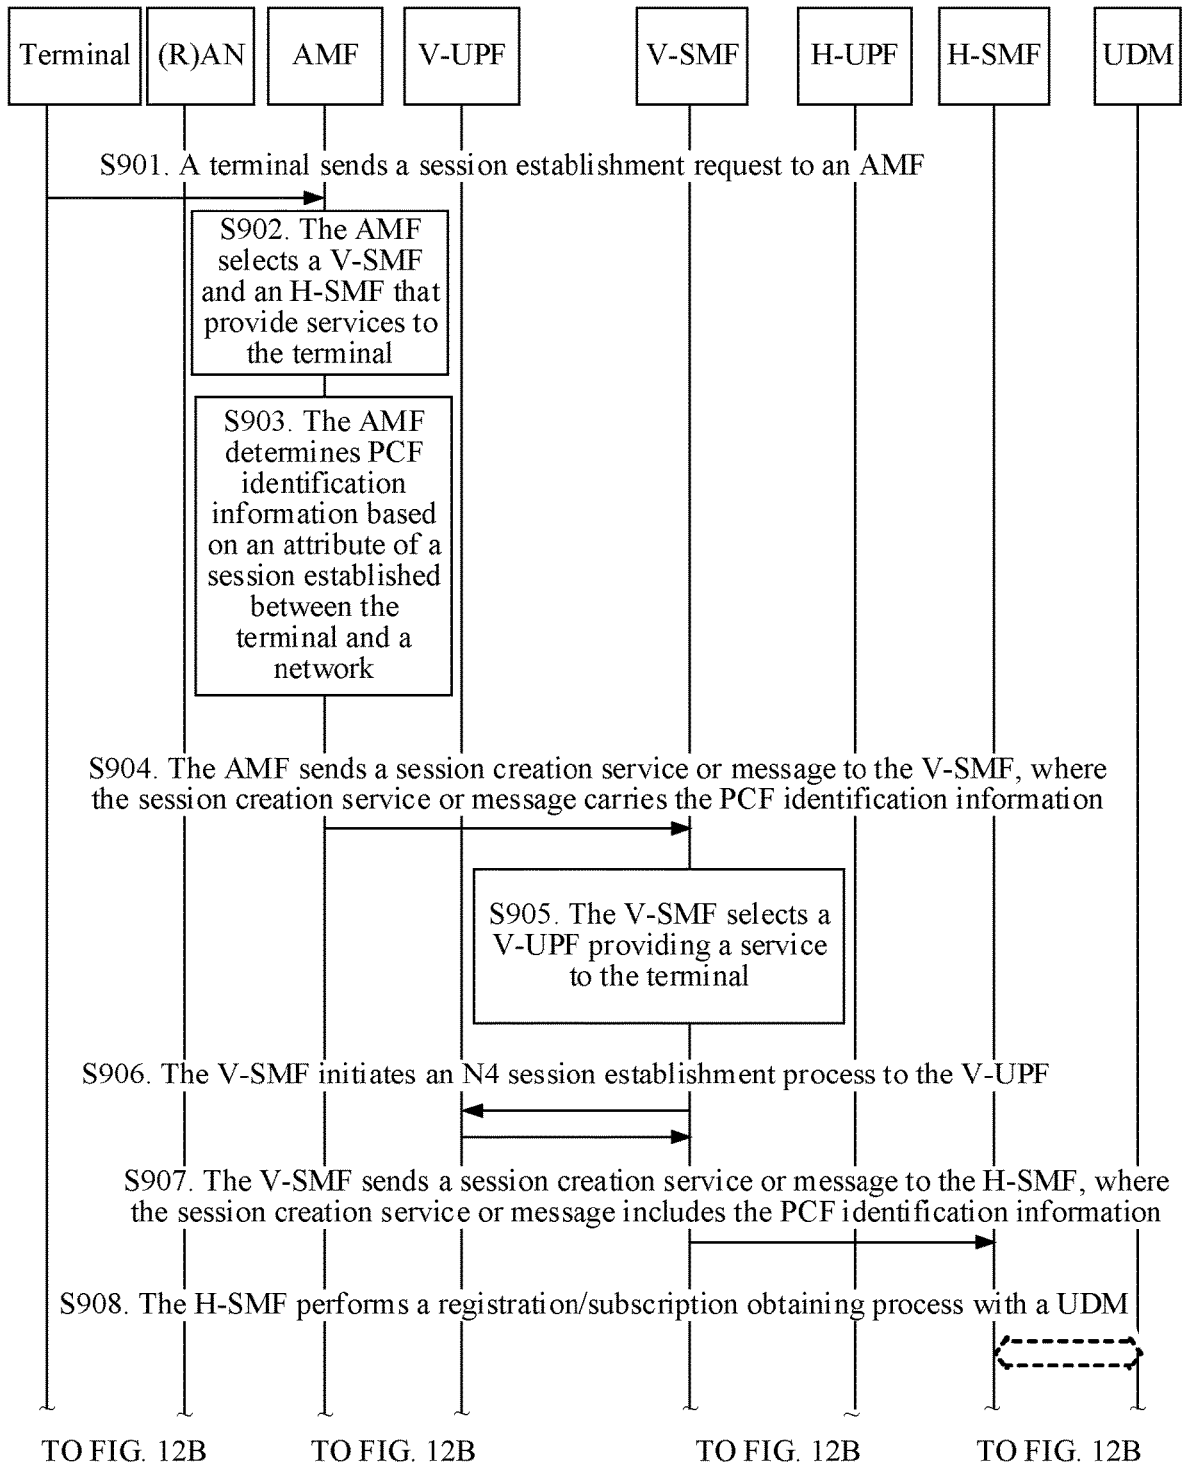 Terminal
(R)AN
AMF
V-UPF
V-SMF
H-UPF
H-SMF
UDM
S901. A terminal sends a session establishment request to an AMF
S902. The AMF
selects a V-SMF
and an H-SMF that
provide services to
the terminal
S903. The AMF
determines PCF
identification
information based
on an attribute of a
session established
between the
terminal and a
network
S904. The AMF sends a session creation service or message to the V-SMF, where
the session creation service or message carries the PCF identification information
S905. The V-SMF selects a
V-UPF providing a service
to the terminal
S906. The V-SMF initiates an N4 session establishment process to the V-UPF
S907. The V-SMF sends a session creation service or message to the H-SMF, where
the session creation service or message includes the PCF identification information
S908. The H-SMF performs a registration/subscription obtaining process with a UDM
TO FIG. 12B
TO FIG. 12B
TO FIG. 12B
TO FIG. 12B